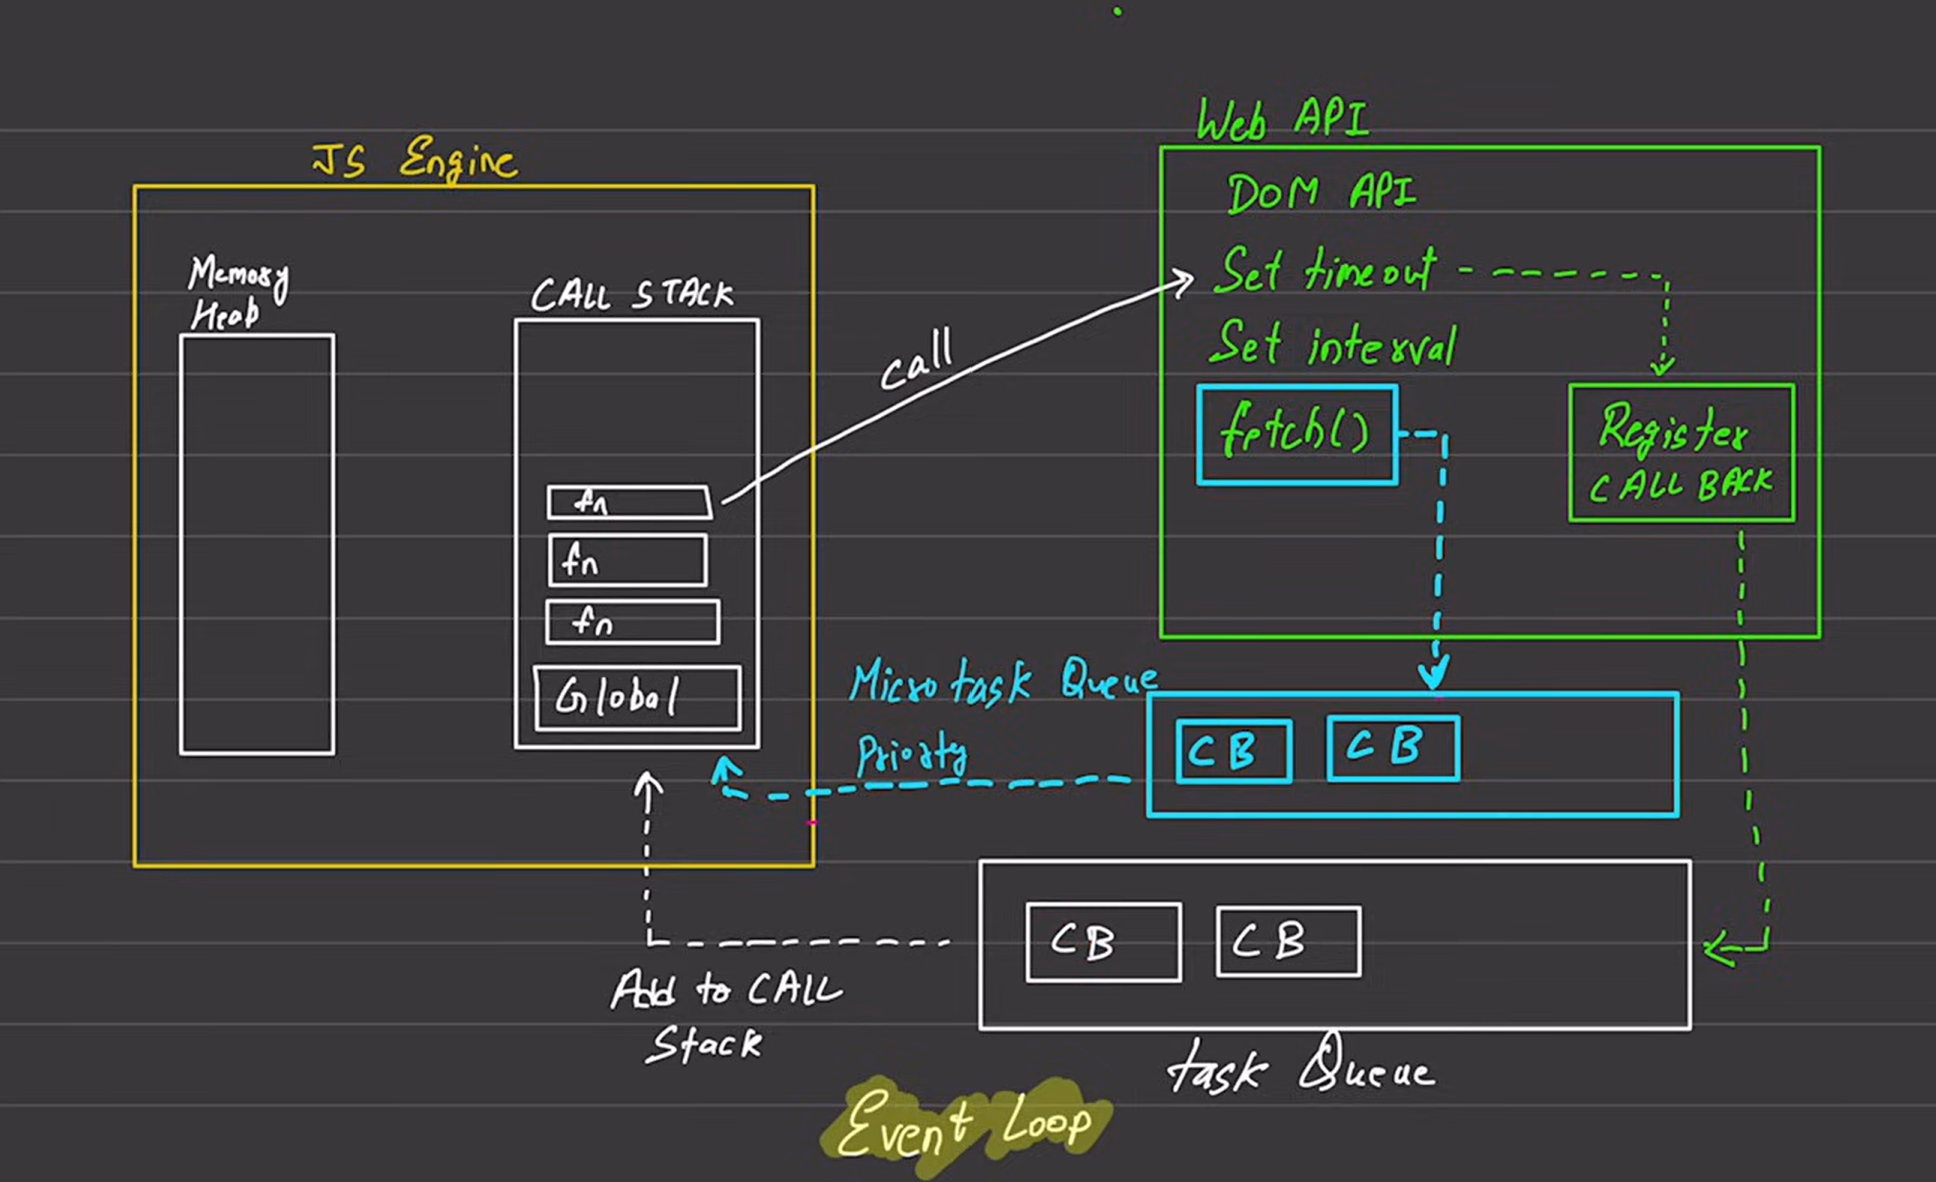 JS Engine
Memory
Heap
CALL STACK
fn
fn
fn
Global
call
Web API
DOM API
Set timeout
Set interval
fetch()
Register
CALL BACK
Micro task Queue
Priority
CB CB
CB CB
Add to CALL
Stack
task Queue
Event Loop